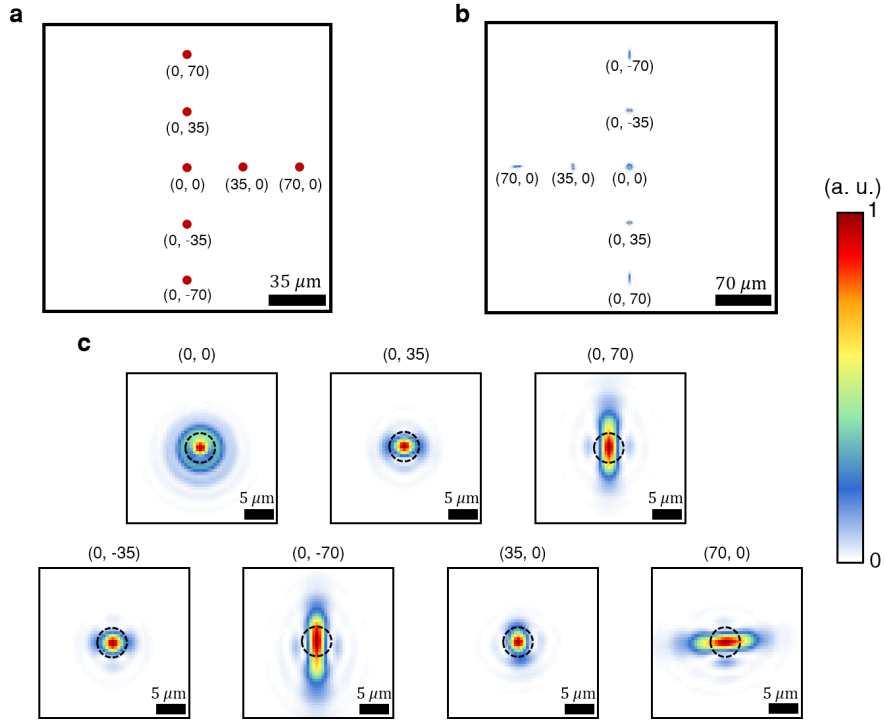 a
(0, 70)
(0, 35)
(0, 0) (35, 0) (70, 0)
(0, -35)
(0, -70)
35 μm
b
(0, -70)
(0, -35)
(70, 0) (35, 0) (0, 0)
(0, 35)
(0, 70)
70 μm
(a. u.)
1
0
c
(0, 0) (0, 35) (0, 70)
5 μm 5 μm 5 μm
(0, -35) (0, -70) (35, 0) (70, 0)
5 μm 5 μm 5 μm 5 μm